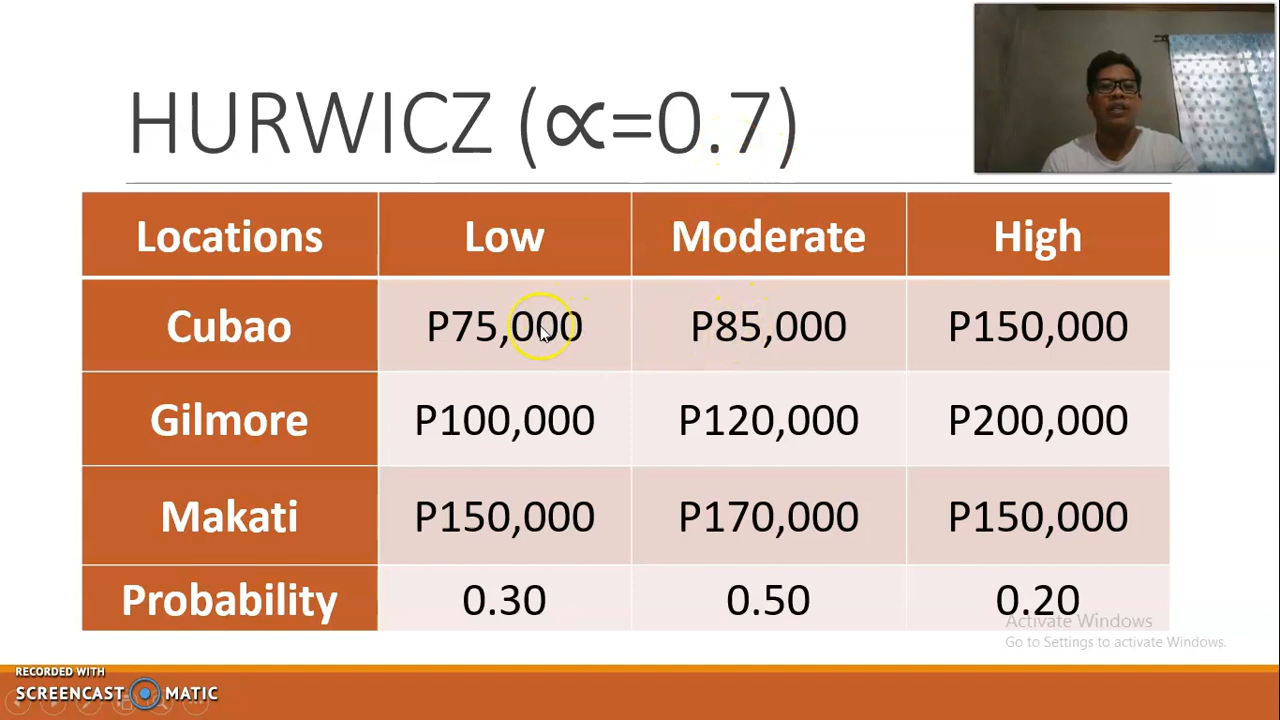 HURWICZ (∝=0.7)
Locations Low Moderate High
Cubao P75,000 P85,000 P150,000
Gilmore P100,000 P120,000 P200,000
Makati P150,000 P170,000 P150,000
Probability 0.30 0.50 0.20
Activate Windows
Go to Settings to activate Windows.
RECORDED WITH
SCREENCAST MATIC